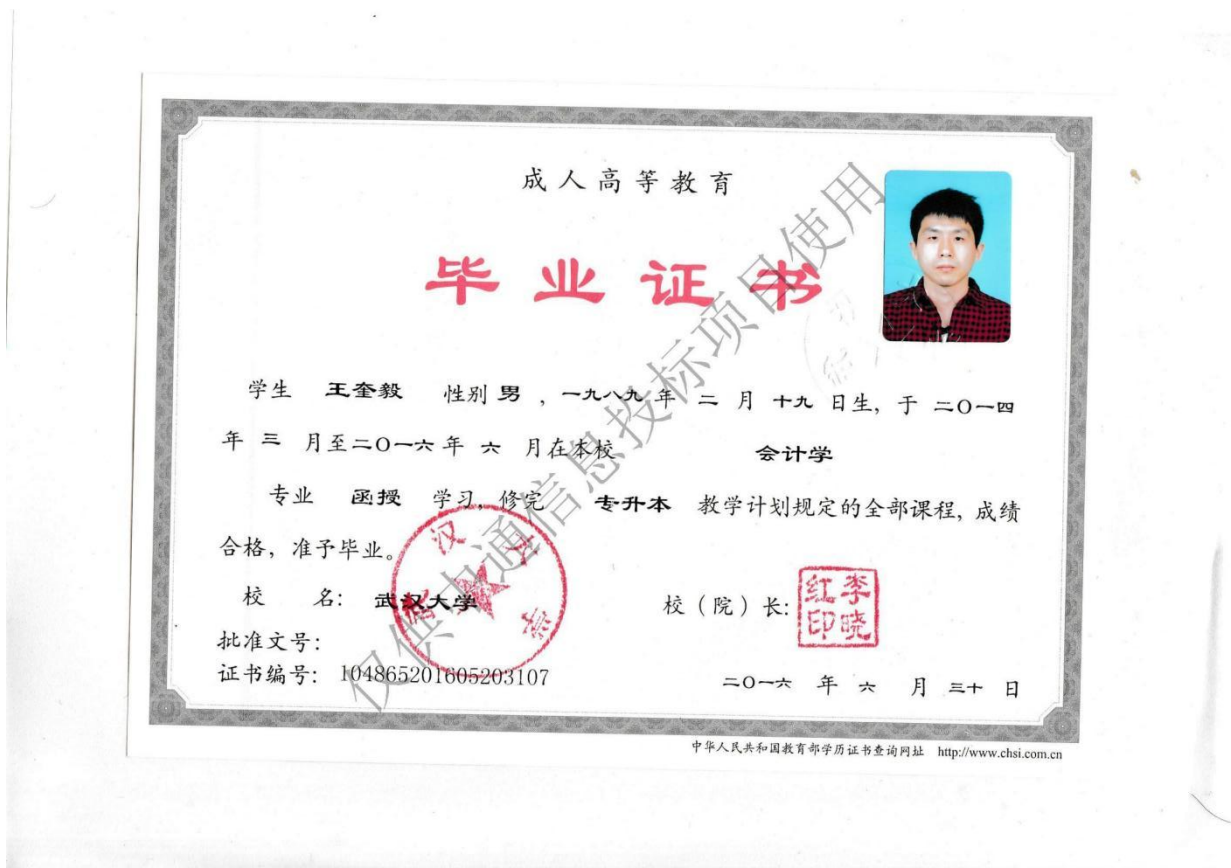 成人高等教育
毕业证书
学生 王奎毅 性别 男 ,一九八九 年 二 月 十九 日生, 于 二〇一四
年 三 月至二〇一六 年 六 月在本校 会计学
专业 函授 学习, 修完 专升本 教学计划规定的全部课程, 成绩
合格, 准予毕业。
校 名: 武汉大学
武汉大学
校(院)长:
李晓红印
批准文号:
证书编号: 104865201605203107
二〇一六 年 六 月 三十 日
中华人民共和国教育部学历证书查询网址 http://www.chsi.com.cn
仅供中通信息投标项目使用